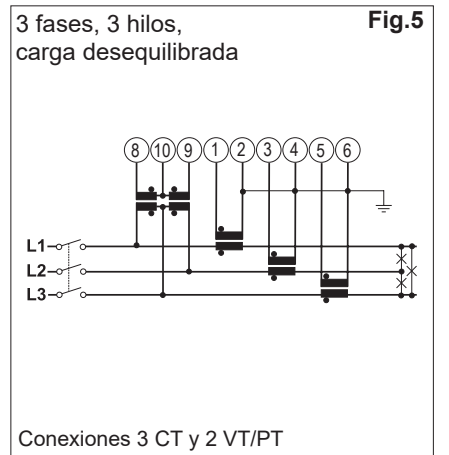 3 fases, 3 hilos,
carga desequilibrada
Fig.5
8 10 9 1 2 3 4 5 6
L1
L2
L3
Conexiones 3 CT y 2 VT/PT